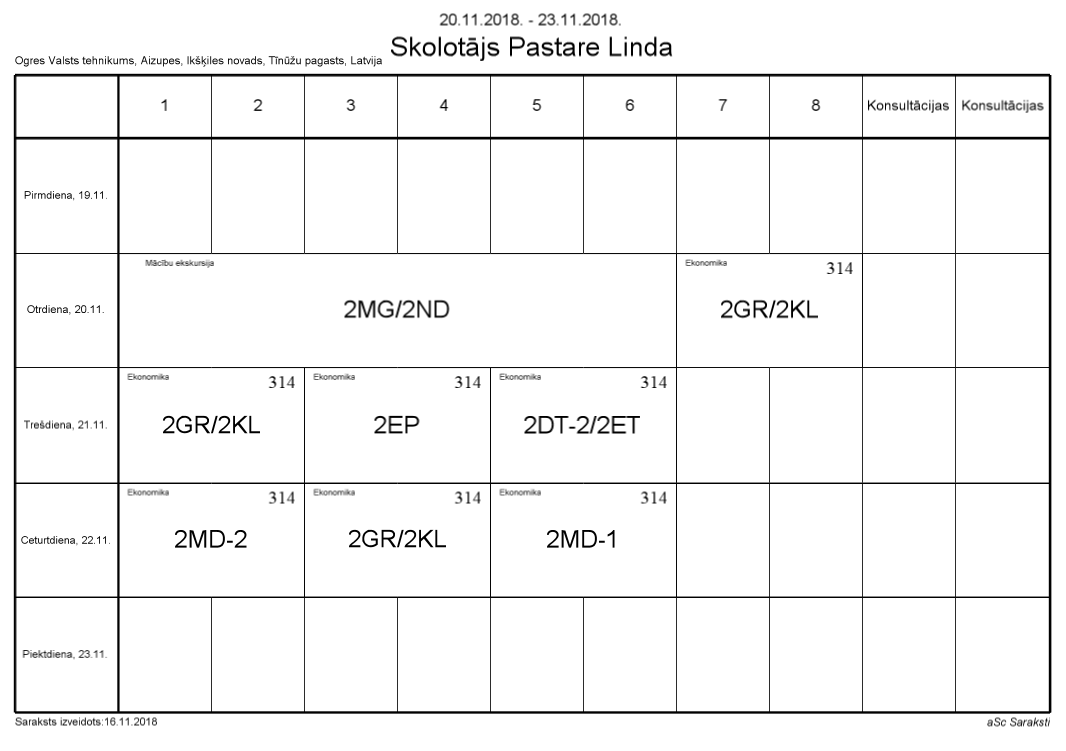 20.11.2018. - 23.11.2018.
Skolotājs Pastare Linda
Ogres Valsts tehnikums, Aizupes, Ikšķiles novads, Tīnūžu pagasts, Latvija
1 2 3 4 5 6 7 8 Konsultācijas Konsultācijas
Pirmdiena, 19.11.
Mācību ekskursija Ekonomika 314
Otrdiena, 20.11. 2MG/2ND 2GR/2KL
Ekonomika 314 Ekonomika 314 Ekonomika 314
Trešdiena, 21.11. 2GR/2KL 2EP 2DT-2/2ET
Ekonomika 314 Ekonomika 314 Ekonomika 314
Ceturtdiena, 22.11. 2MD-2 2GR/2KL 2MD-1
Piektdiena, 23.11.
Saraksts izveidots:16.11.2018 aSc Saraksti